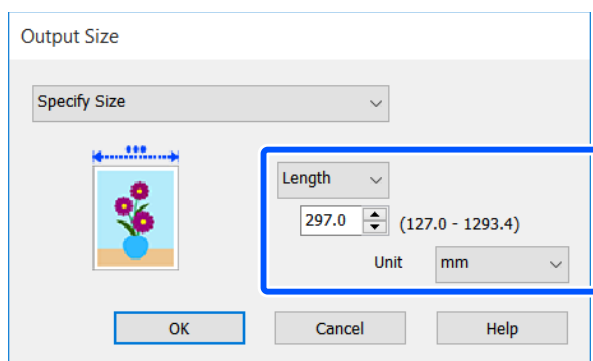 Output Size
Specify Size
Length
297.0 (127.0 - 1293.4)
Unit mm
OK Cancel Help